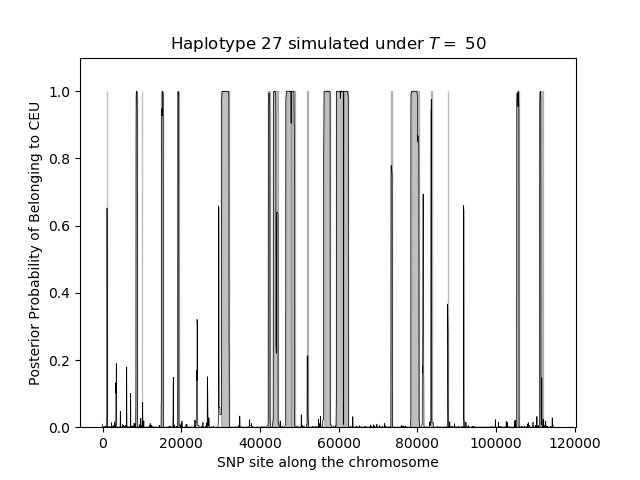 Haplotype 27 simulated under T = 50
Posterior Probability of Belonging to CEU
1.0
0.8
0.6
0.4
0.2
0.0
0 20000 40000 60000 80000 100000 120000
SNP site along the chromosome